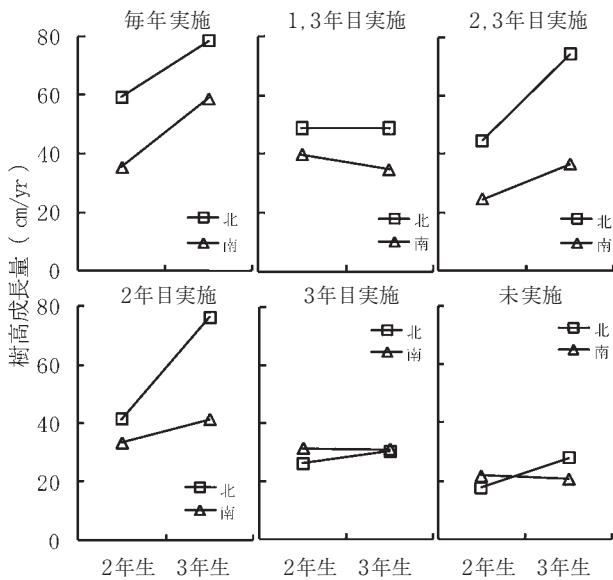 毎年実施 1,3年目実施 2,3年目実施
樹高成長量 ( cm/yr )
80
60
40
20
0
北
南
北
南
北
南
2年目実施 3年目実施 未実施
80
60
40
20
0
北
南
北
南
北
南
2年生 3年生 2年生 3年生 2年生 3年生